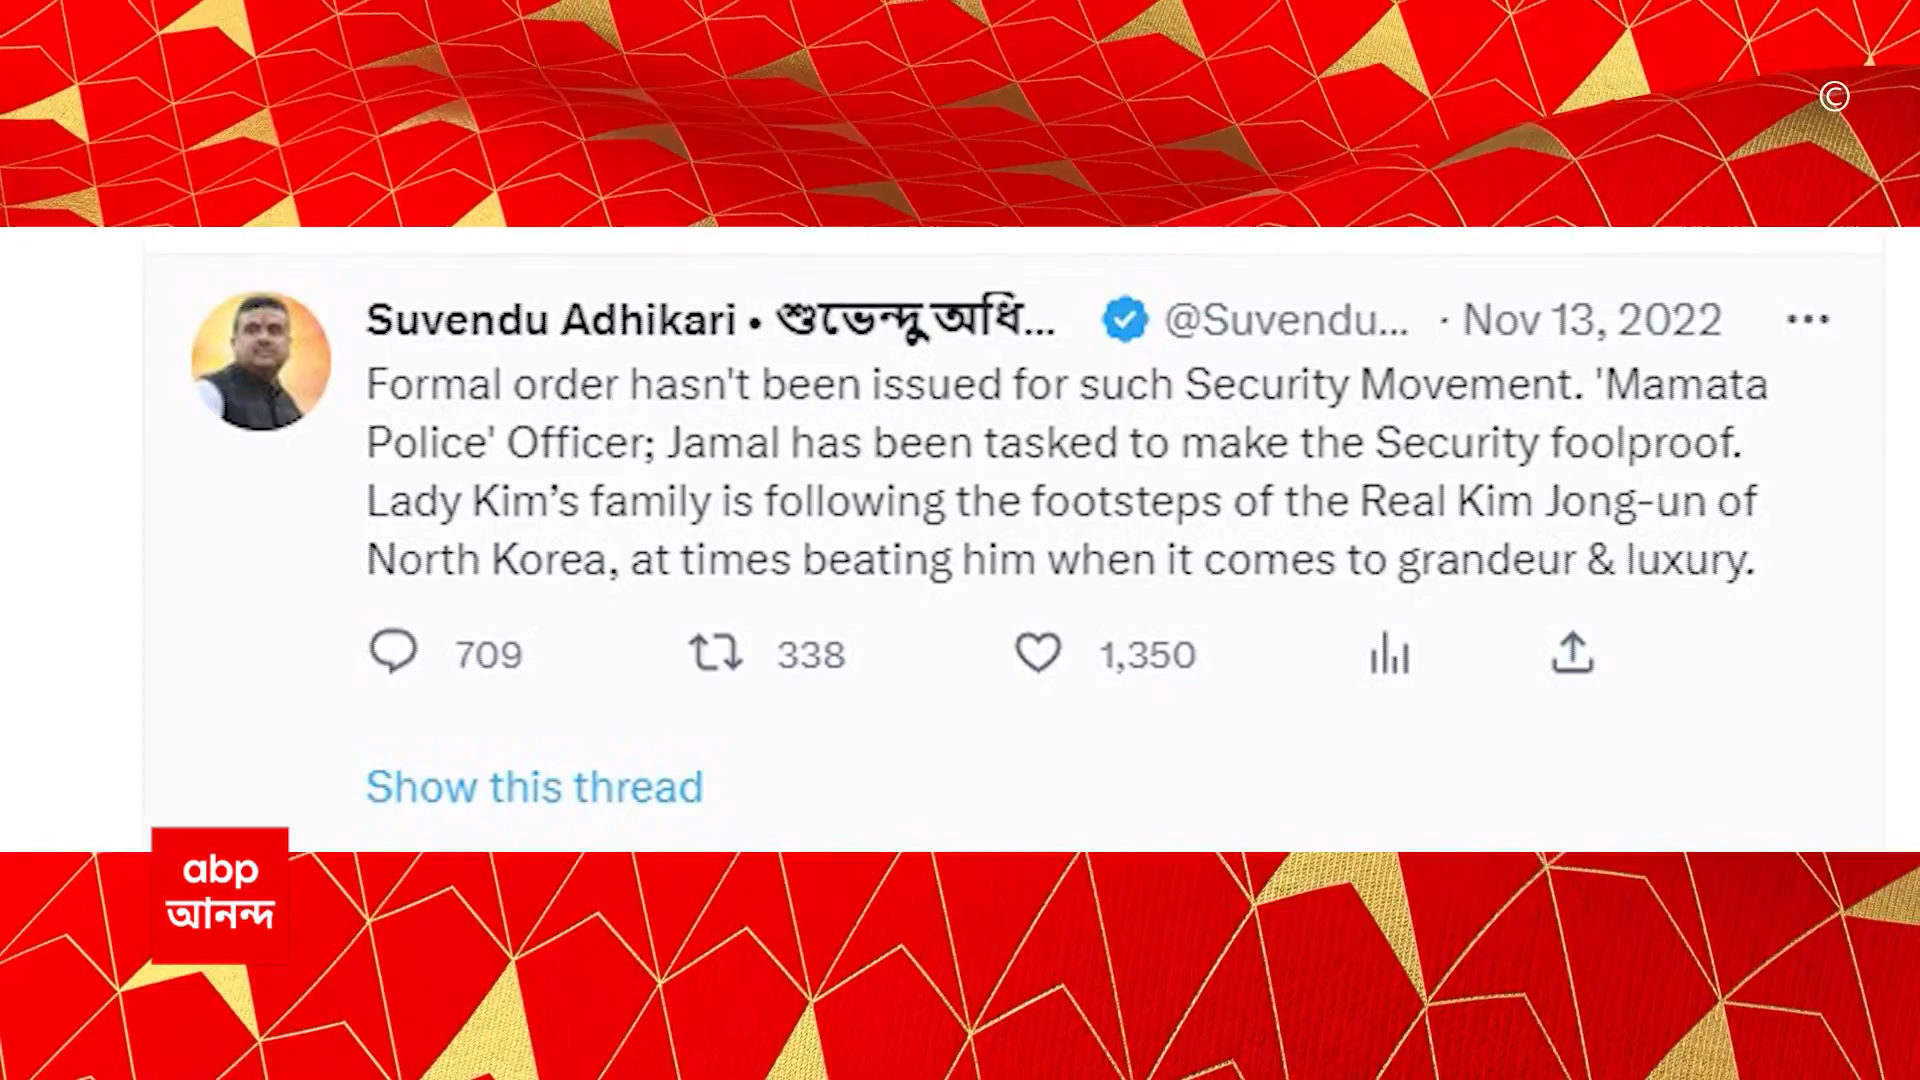 ©
Suvendu Adhikari • শুভেন্দু অধি... @Suvendu... · Nov 13, 2022
Formal order hasn't been issued for such Security Movement. 'Mamata
Police' Officer; Jamal has been tasked to make the Security foolproof.
Lady Kim’s family is following the footsteps of the Real Kim Jong-un of
North Korea, at times beating him when it comes to grandeur & luxury.
709 338 1,350
Show this thread
abp
আনন্দ